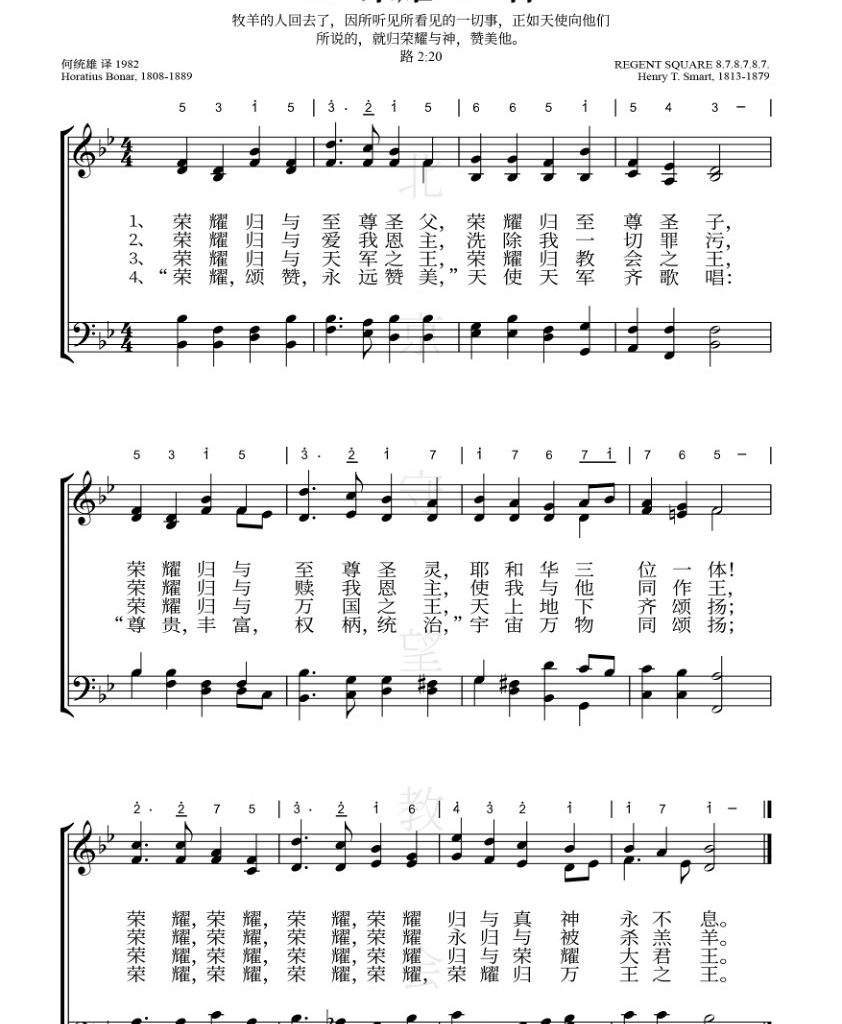 牧羊的人回去了，因所听见所看见的一切事，正如天使向他们
所说的，就归荣耀与神，赞美他。
路 2:20
何统雄 译 1982
REGENT SQUARE 8.7.8.7.8.7.
Horatius Bonar, 1808-1889
Henry T. Smart, 1813-1879
5 3 i 5 | 3̇ · 2̇ i 5 | 6 6 5 i | 5 4 3 – |
1、荣耀归与至尊圣父，荣耀归至尊圣子，
2、荣耀归与爱我恩主，洗除我一切罪污，
3、荣耀归与天军之王，荣耀归教会之王，
4、“荣耀，颂赞，永远赞美，”天使天军齐歌唱：
5 3 i 5 | 3̇ · 2̇ i 7 | i 7 6 7 i | 7 6 5 – |
荣耀归与至尊圣灵，耶和华三位一体！
荣耀归与赎我恩主，使我与他同作王，
荣耀归与万国之王，天上地下齐颂扬；
“尊贵，丰富，权柄，统治，”宇宙万物同颂扬；
2̇ · 2̇ 7 5 | 3̇ · 2̇ i 6 | 4̇ 3̇ 2̇ i | i 7 i –
荣耀，荣耀，荣耀，荣耀归与真神永不息。
荣耀，荣耀，荣耀，荣耀永归与被杀羔羊。
荣耀，荣耀，荣耀，荣耀归与荣耀大君王。
荣耀，荣耀，荣耀，荣耀，荣耀归万王之王。
北京守望教会